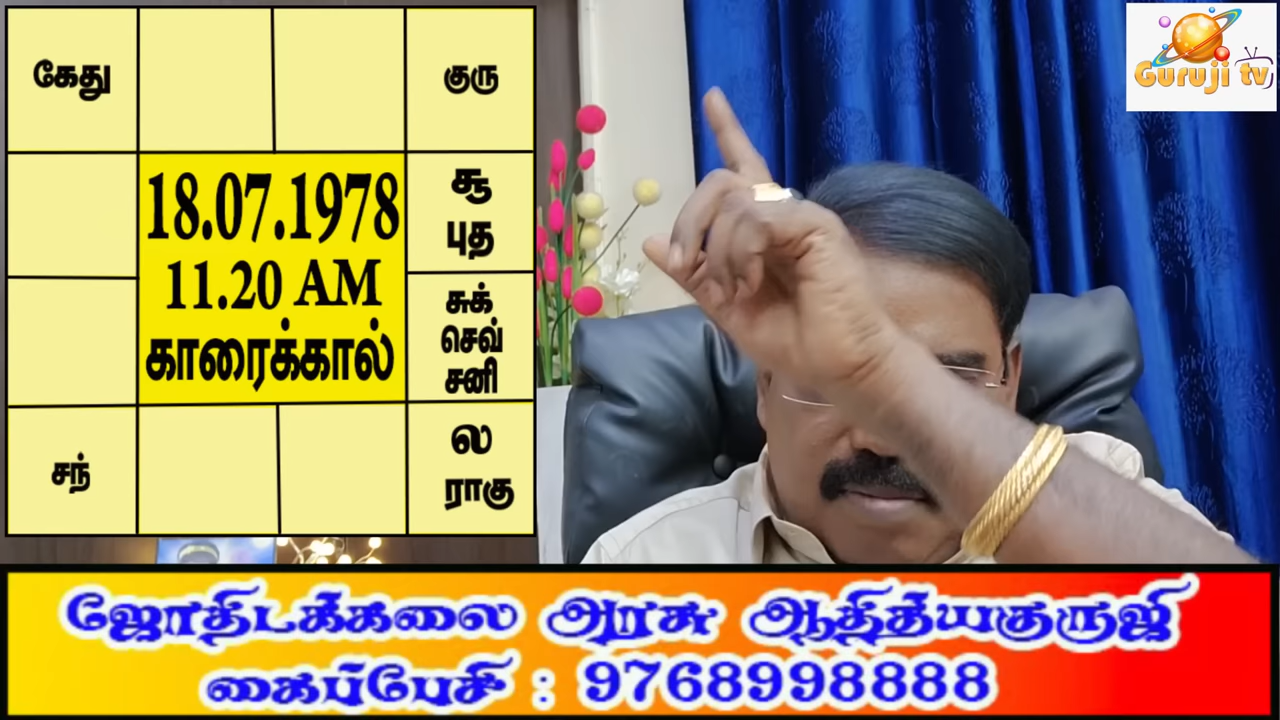 கேது
குரு
சூ
புத
சுக்
செவ்
சனி
சந்
ல
ராகு
18.07.1978
11.20 AM
காரைக்கால்
Guruji tv
ஜோதிடக்கலை அரசு ஆதித்யகுருஜி
கைப்பேசி : 9768998888